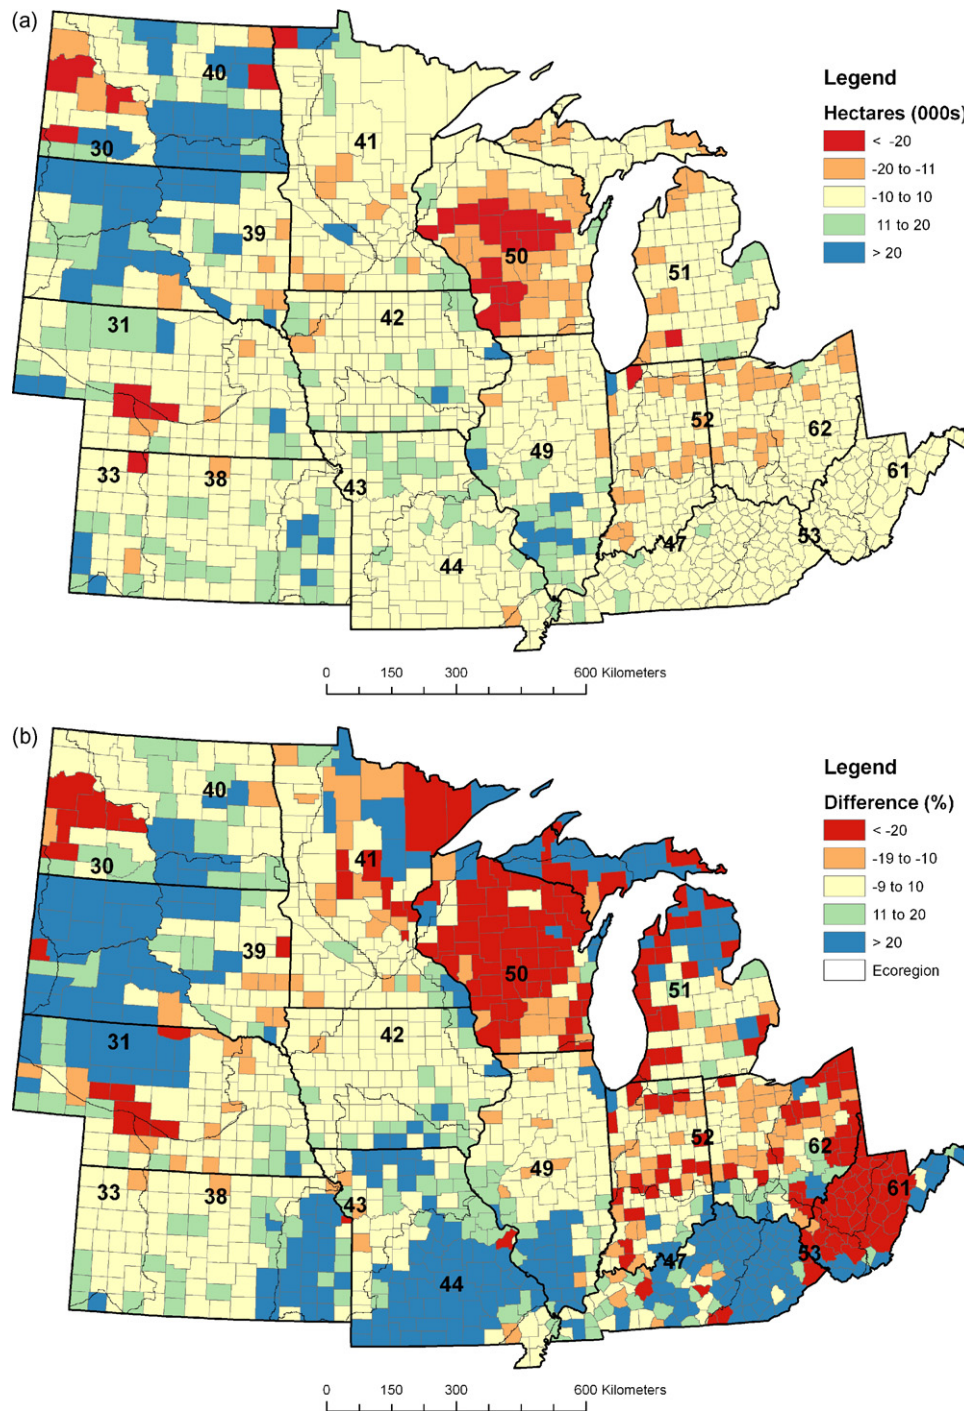 (a)
Legend
Hectares (000s)
< -20
-20 to -11
-10 to 10
11 to 20
> 20
40
41
30
39
50
51
42
31
52
62
49
61
33
38
43
53
47
44
0 150 300 600 Kilometers
(b)
Legend
Difference (%)
< -20
-19 to -10
-9 to 10
11 to 20
> 20
Ecoregion
40
41
30
39
50
51
42
31
52
62
49
61
33
38
43
53
47
44
0 150 300 600 Kilometers